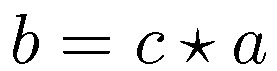 b = c ⋆ a